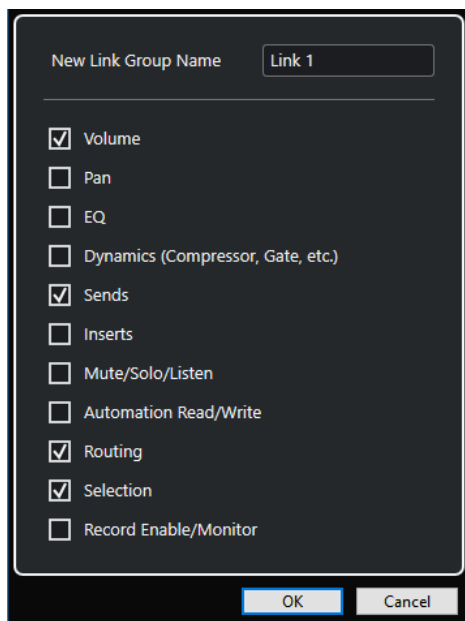 New Link Group Name Link 1
Volume
Pan
EQ
Dynamics (Compressor, Gate, etc.)
Sends
Inserts
Mute/Solo/Listen
Automation Read/Write
Routing
Selection
Record Enable/Monitor
OK Cancel